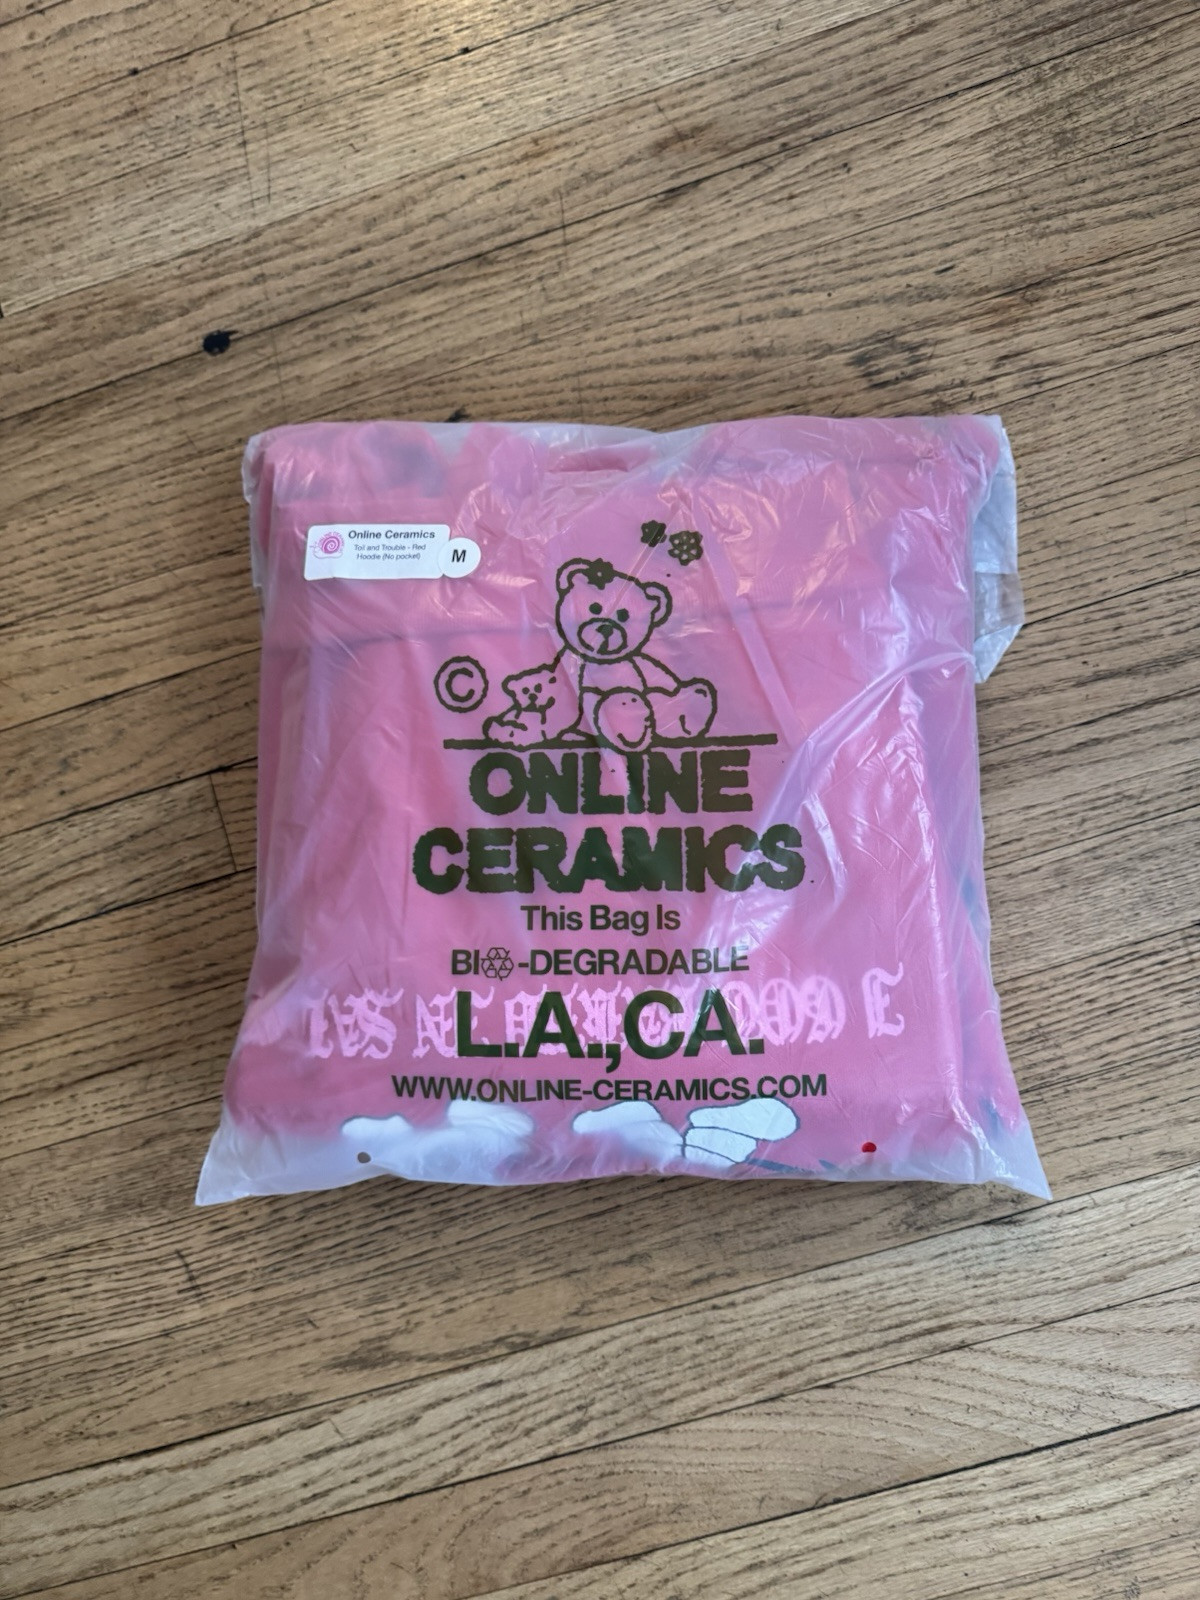 Online Ceramics
Toil and Trouble - Red
Hoodie (No pocket)
M
©
ONLINE
CERAMICS
This Bag Is
BI♲-DEGRADABLE
L.A.,CA.
WWW.ONLINE-CERAMICS.COM